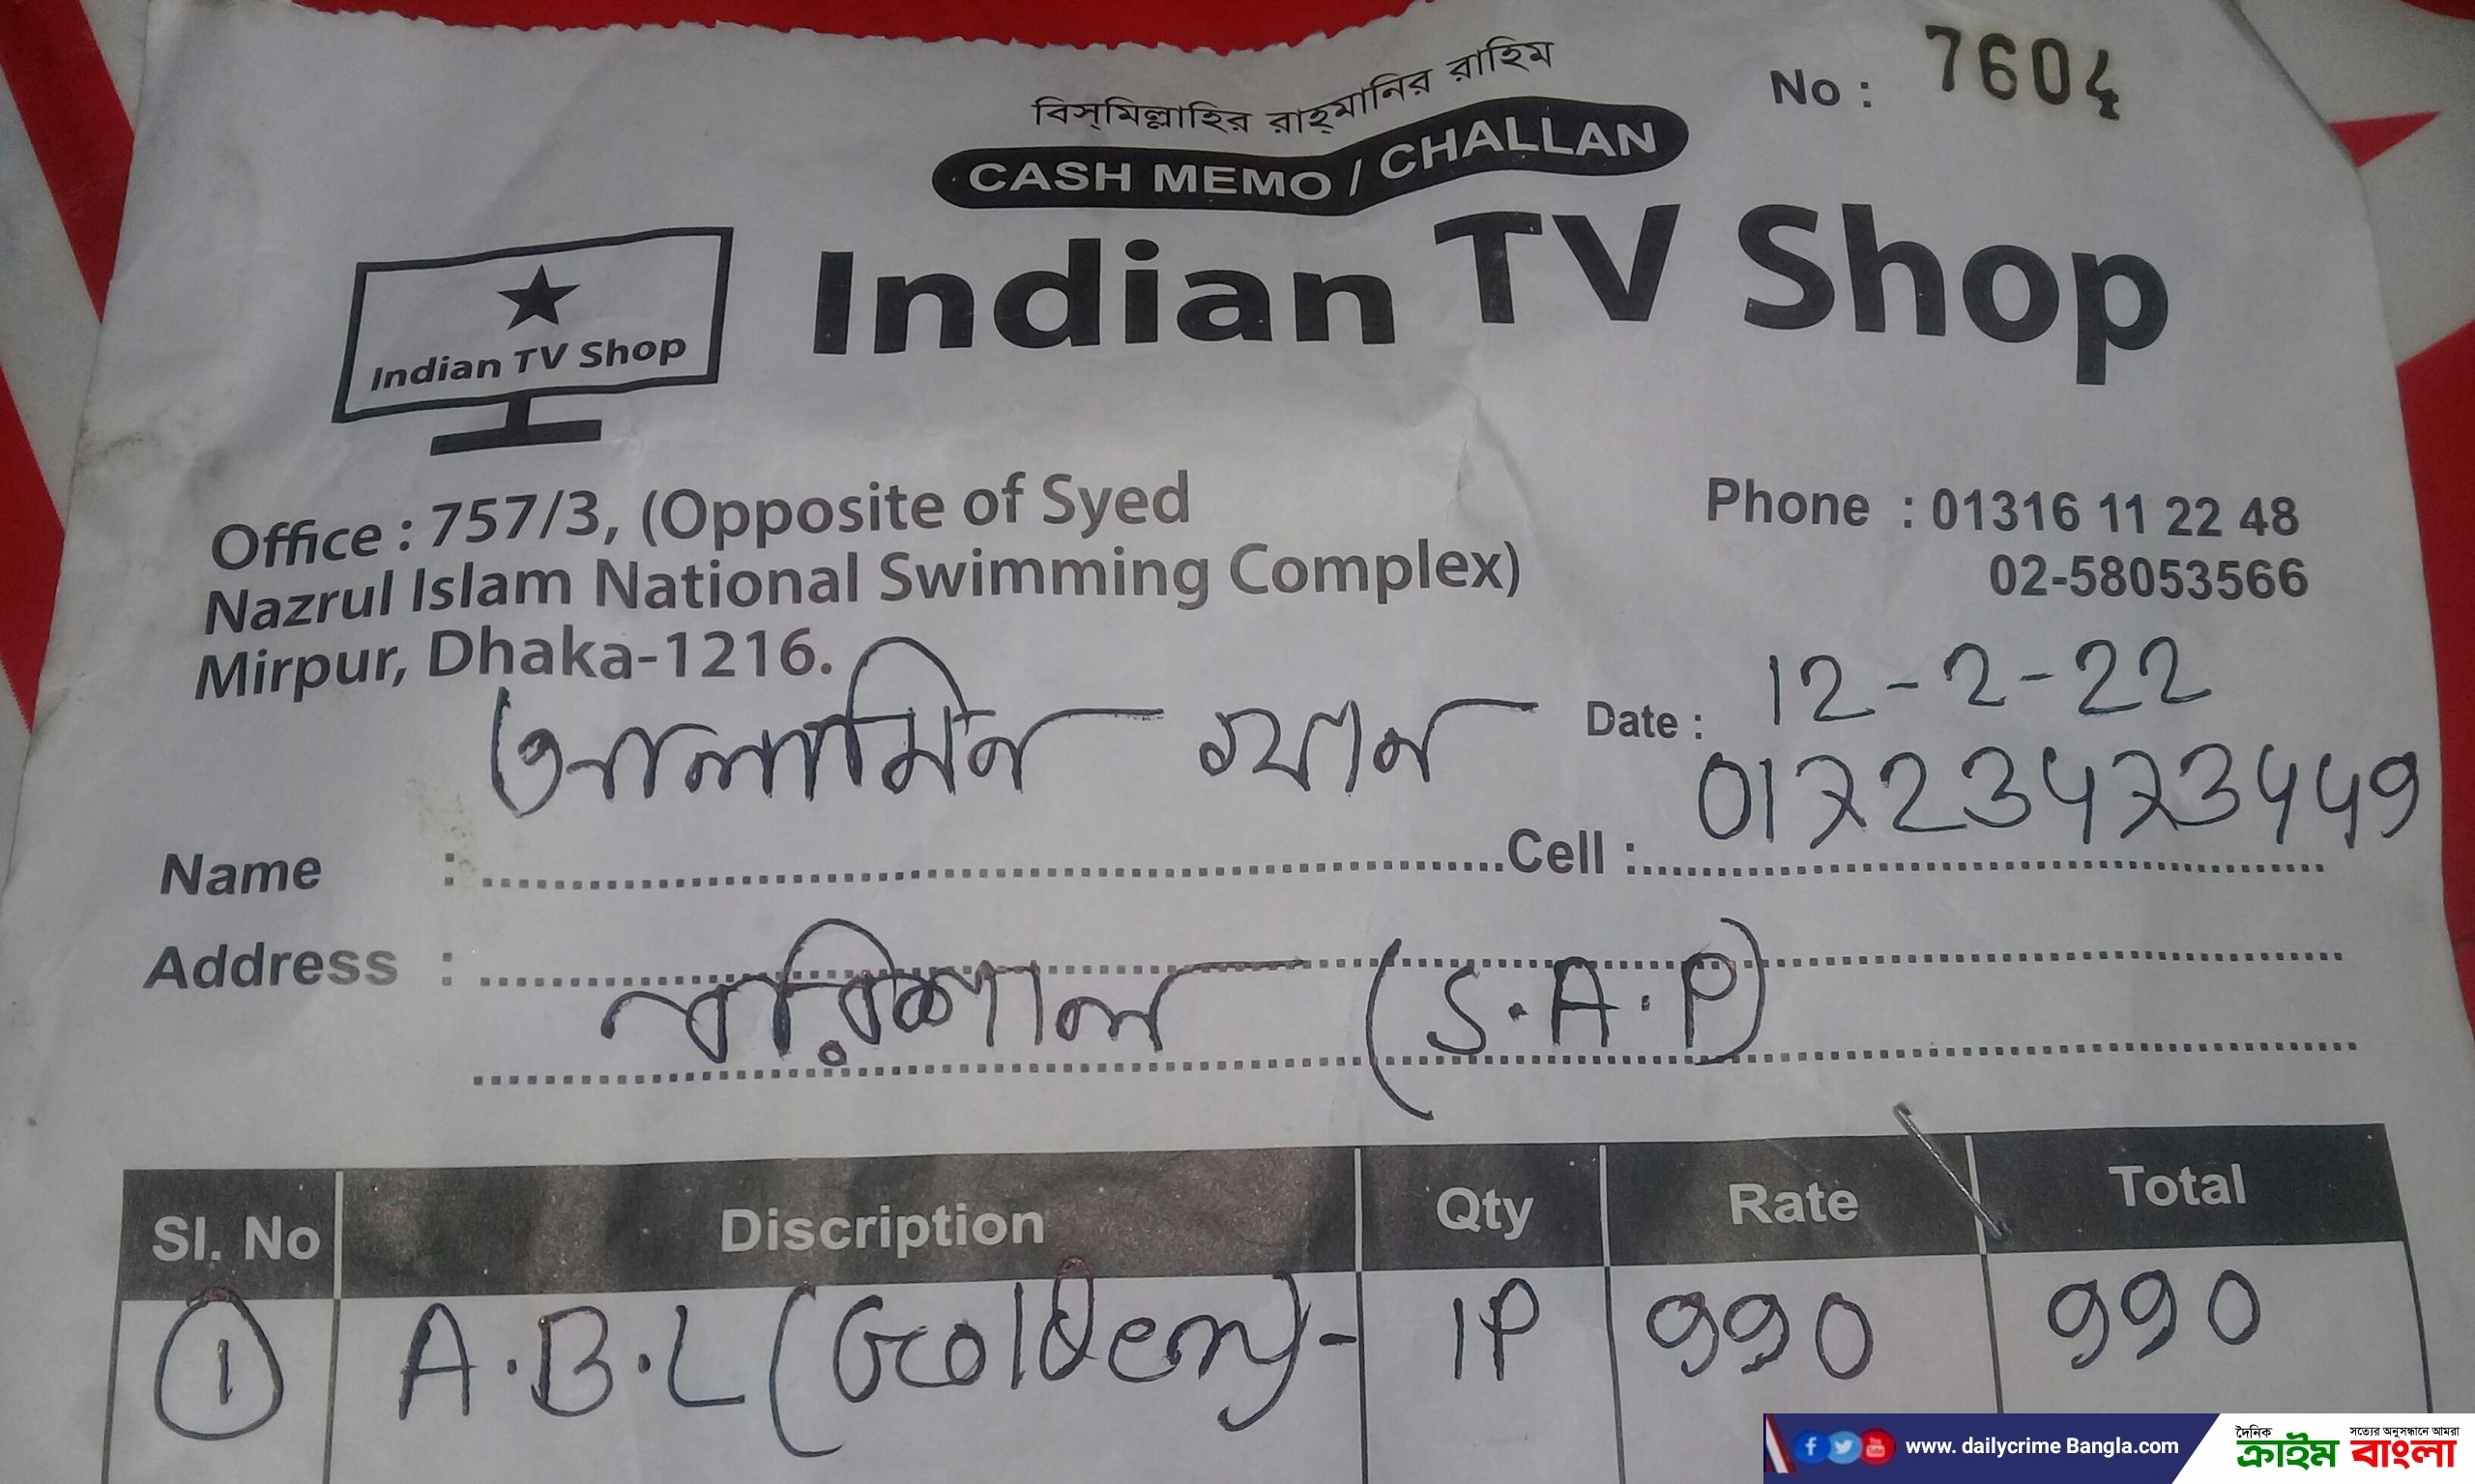 বিস্‌মিল্লাহির রাহ্‌মানির রাহিম
No : 7604
CASH MEMO / CHALLAN
Indian TV Shop
Indian TV Shop
Office : 757/3, (Opposite of Syed
Nazrul Islam National Swimming Complex)
Mirpur, Dhaka-1216.
Phone : 01316 11 22 48
02-58053566
Date : 12-2-22
Name : আলামিন খান
Cell : 01723473449
Address : বরিশাল (S.A.P)
Sl. No Discription Qty Rate Total
1 A.B.L (Golden) - 1P 990 990
www. dailycrime Bangla.com
দৈনিক সত্যের অনুসন্ধানে আমরা
ক্রাইম বাংলা